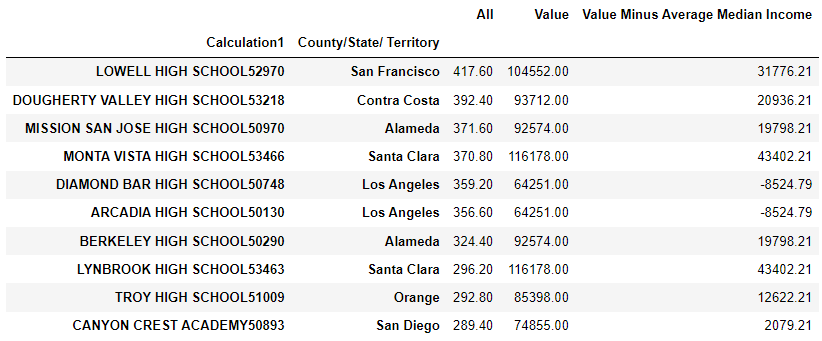 All Value Value Minus Average Median Income
Calculation1 County/State/ Territory
LOWELL HIGH SCHOOL52970 San Francisco 417.60 104552.00 31776.21
DOUGHERTY VALLEY HIGH SCHOOL53218 Contra Costa 392.40 93712.00 20936.21
MISSION SAN JOSE HIGH SCHOOL50970 Alameda 371.60 92574.00 19798.21
MONTA VISTA HIGH SCHOOL53466 Santa Clara 370.80 116178.00 43402.21
DIAMOND BAR HIGH SCHOOL50748 Los Angeles 359.20 64251.00 -8524.79
ARCADIA HIGH SCHOOL50130 Los Angeles 356.60 64251.00 -8524.79
BERKELEY HIGH SCHOOL50290 Alameda 324.40 92574.00 19798.21
LYNBROOK HIGH SCHOOL53463 Santa Clara 296.20 116178.00 43402.21
TROY HIGH SCHOOL51009 Orange 292.80 85398.00 12622.21
CANYON CREST ACADEMY50893 San Diego 289.40 74855.00 2079.21